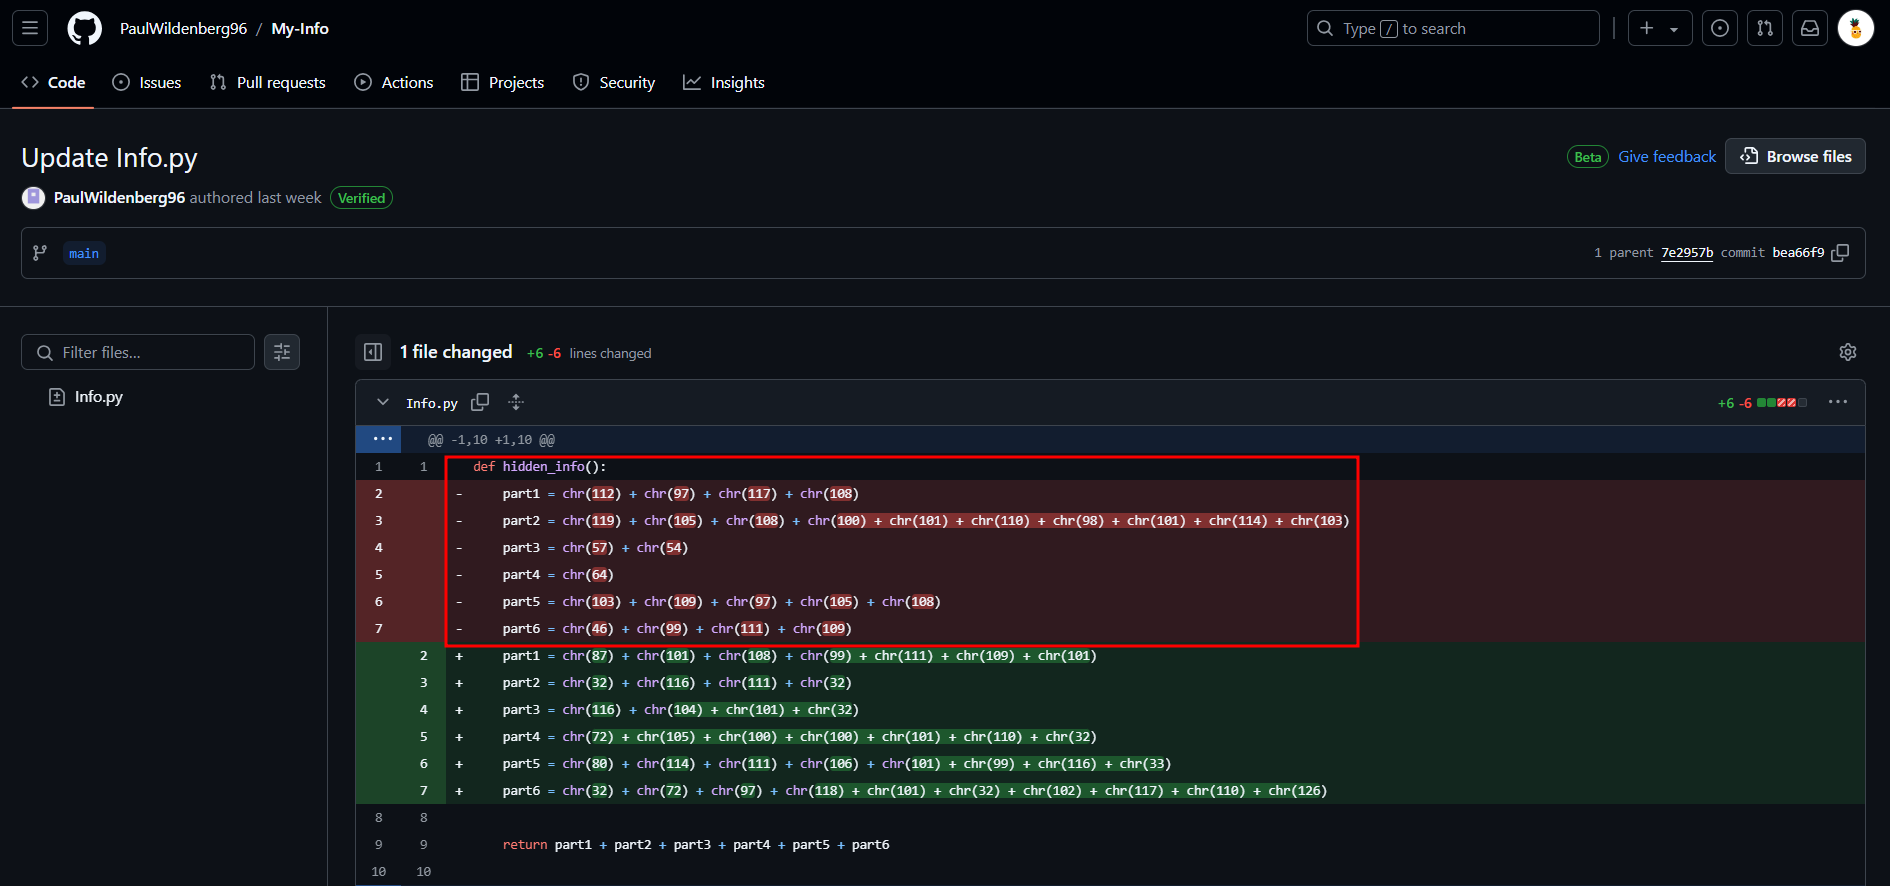 PaulWildenberg96 / My-Info
Type / to search
Code Issues Pull requests Actions Projects Security Insights
Update Info.py
Beta Give feedback Browse files
PaulWildenberg96 authored last week Verified
main
1 parent 7e2957b commit bea66f9
Filter files...
Info.py
1 file changed +6 -6 lines changed
Info.py
+6 -6
@@ -1,10 +1,10 @@
1 1 def hidden_info():
2 - part1 = chr(112) + chr(97) + chr(117) + chr(108)
3 - part2 = chr(119) + chr(105) + chr(108) + chr(100) + chr(101) + chr(110) + chr(98) + chr(101) + chr(114) + chr(103)
4 - part3 = chr(57) + chr(54)
5 - part4 = chr(64)
6 - part5 = chr(103) + chr(109) + chr(97) + chr(105) + chr(108)
7 - part6 = chr(46) + chr(99) + chr(111) + chr(109)
2 + part1 = chr(87) + chr(101) + chr(108) + chr(99) + chr(111) + chr(109) + chr(101)
3 + part2 = chr(32) + chr(116) + chr(111) + chr(32)
4 + part3 = chr(116) + chr(104) + chr(101) + chr(32)
5 + part4 = chr(72) + chr(105) + chr(100) + chr(100) + chr(101) + chr(110) + chr(32)
6 + part5 = chr(80) + chr(114) + chr(111) + chr(106) + chr(101) + chr(99) + chr(116) + chr(33)
7 + part6 = chr(32) + chr(72) + chr(97) + chr(118) + chr(101) + chr(32) + chr(102) + chr(117) + chr(110) + chr(126)
8 8
9 9 return part1 + part2 + part3 + part4 + part5 + part6
10 10